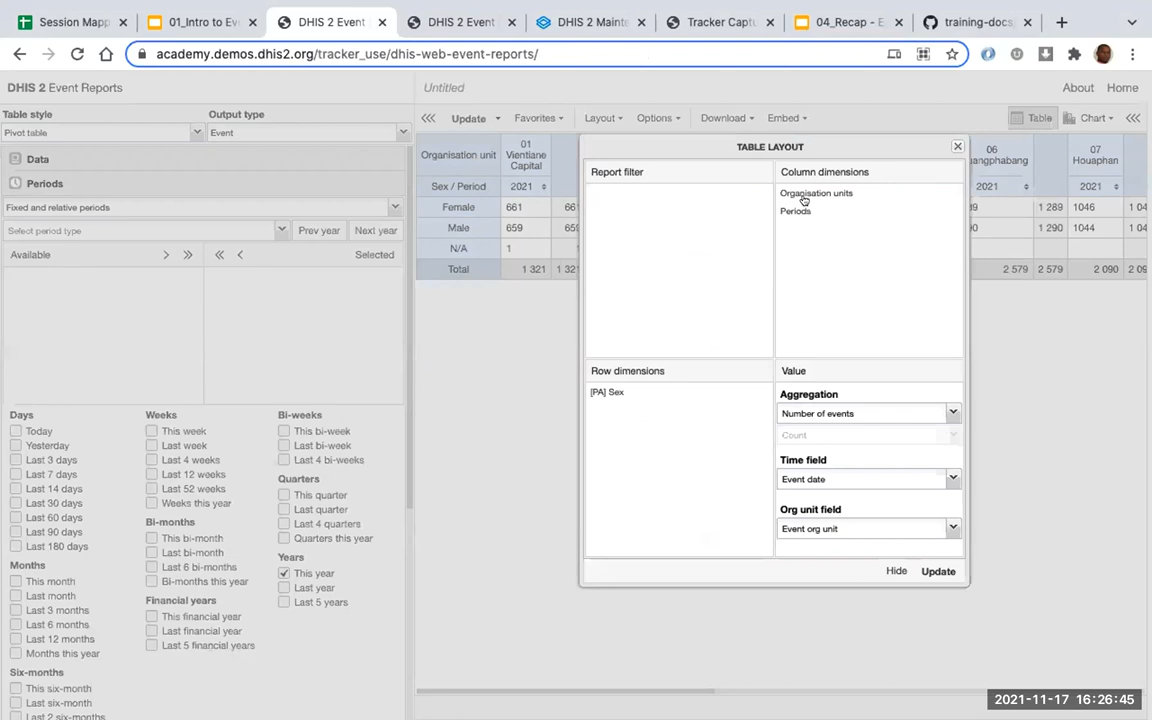 Session Mapp
01_Intro to Eve
DHIS 2 Event
DHIS 2 Event
DHIS 2 Mainte
Tracker Captu
04_Recap - E
training-docs
academy.demos.dhis2.org/tracker_use/dhis-web-event-reports/
DHIS 2 Event Reports
Untitled
About
Home
Table style
Output type
Pivot table
Event
Update
Favorites
Layout
Options
Download
Embed
Table
Chart
Data
Periods
Fixed and relative periods
Select period type
Prev year
Next year
Available
Selected
Organisation unit
01 Vientiane Capital
06
07 Houaphan
Sex / Period
2021
2021
2021
Female
661
1 289
1046
Male
659
1 290
1044
N/A
1
Total
1 321
2 579
2 579
2 090
TABLE LAYOUT
Report filter
Column dimensions
Organisation units
Periods
Row dimensions
[PA] Sex
Value
Aggregation
Number of events
Count
Time field
Event date
Org unit field
Event org unit
Hide
Update
Days
Today
Yesterday
Last 3 days
Last 7 days
Last 14 days
Last 30 days
Last 60 days
Last 90 days
Last 180 days
Months
This month
Last month
Last 3 months
Last 6 months
Last 12 months
Months this year
Six-months
This six-month
Last six-month
Last 2 six-months
Weeks
This week
Last week
Last 4 weeks
Last 12 weeks
Last 52 weeks
Weeks this year
Bi-months
This bi-month
Last bi-month
Last 6 bi-months
Bi-months this year
Financial years
This financial year
Last financial year
Last 5 financial years
Bi-weeks
This bi-week
Last bi-week
Last 4 bi-weeks
Quarters
This quarter
Last quarter
Last 4 quarters
Quarters this year
Years
This year
Last year
Last 5 years
2021-11-17 16:26:45